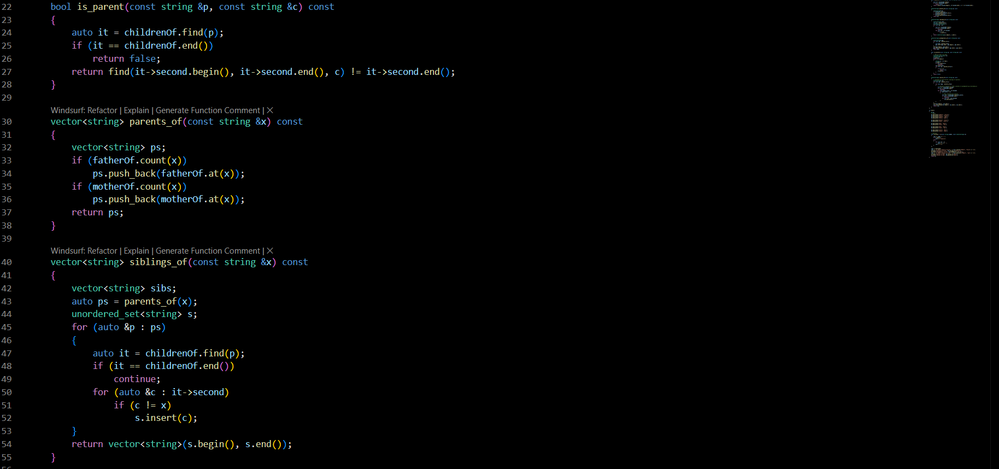 22 bool is_parent(const string &p, const string &c) const
23 {
24 auto it = childrenOf.find(p);
25 if (it == childrenOf.end())
26 return false;
27 return find(it->second.begin(), it->second.end(), c) != it->second.end();
28 }
29
Windsurf: Refactor | Explain | Generate Function Comment | ✕
30 vector<string> parents_of(const string &x) const
31 {
32 vector<string> ps;
33 if (fatherOf.count(x))
34 ps.push_back(fatherOf.at(x));
35 if (motherOf.count(x))
36 ps.push_back(motherOf.at(x));
37 return ps;
38 }
39
Windsurf: Refactor | Explain | Generate Function Comment | ✕
40 vector<string> siblings_of(const string &x) const
41 {
42 vector<string> sibs;
43 auto ps = parents_of(x);
44 unordered_set<string> s;
45 for (auto &p : ps)
46 {
47 auto it = childrenOf.find(p);
48 if (it == childrenOf.end())
49 continue;
50 for (auto &c : it->second)
51 if (c != x)
52 s.insert(c);
53 }
54 return vector<string>(s.begin(), s.end());
55 }